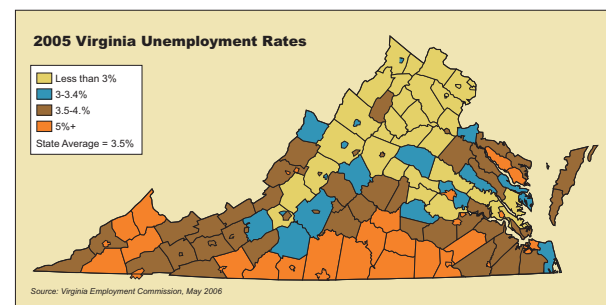 2005 Virginia Unemployment Rates
Less than 3%
3-3.4%
3.5-4.%
5%+
State Average = 3.5%
Source: Virginia Employment Commission, May 2006